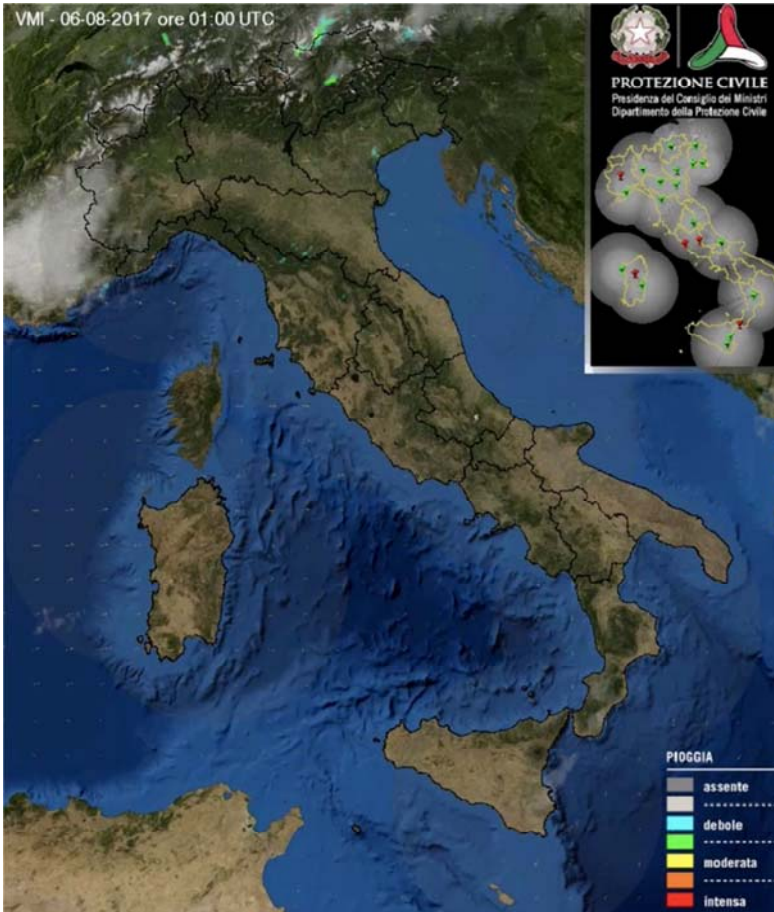 VMI - 06-08-2017 ore 01:00 UTC
PROTEZIONE CIVILE
Presidenza del Consiglio dei Ministri
Dipartimento della Protezione Civile
PIOGGIA
assente
debole
moderata
intensa